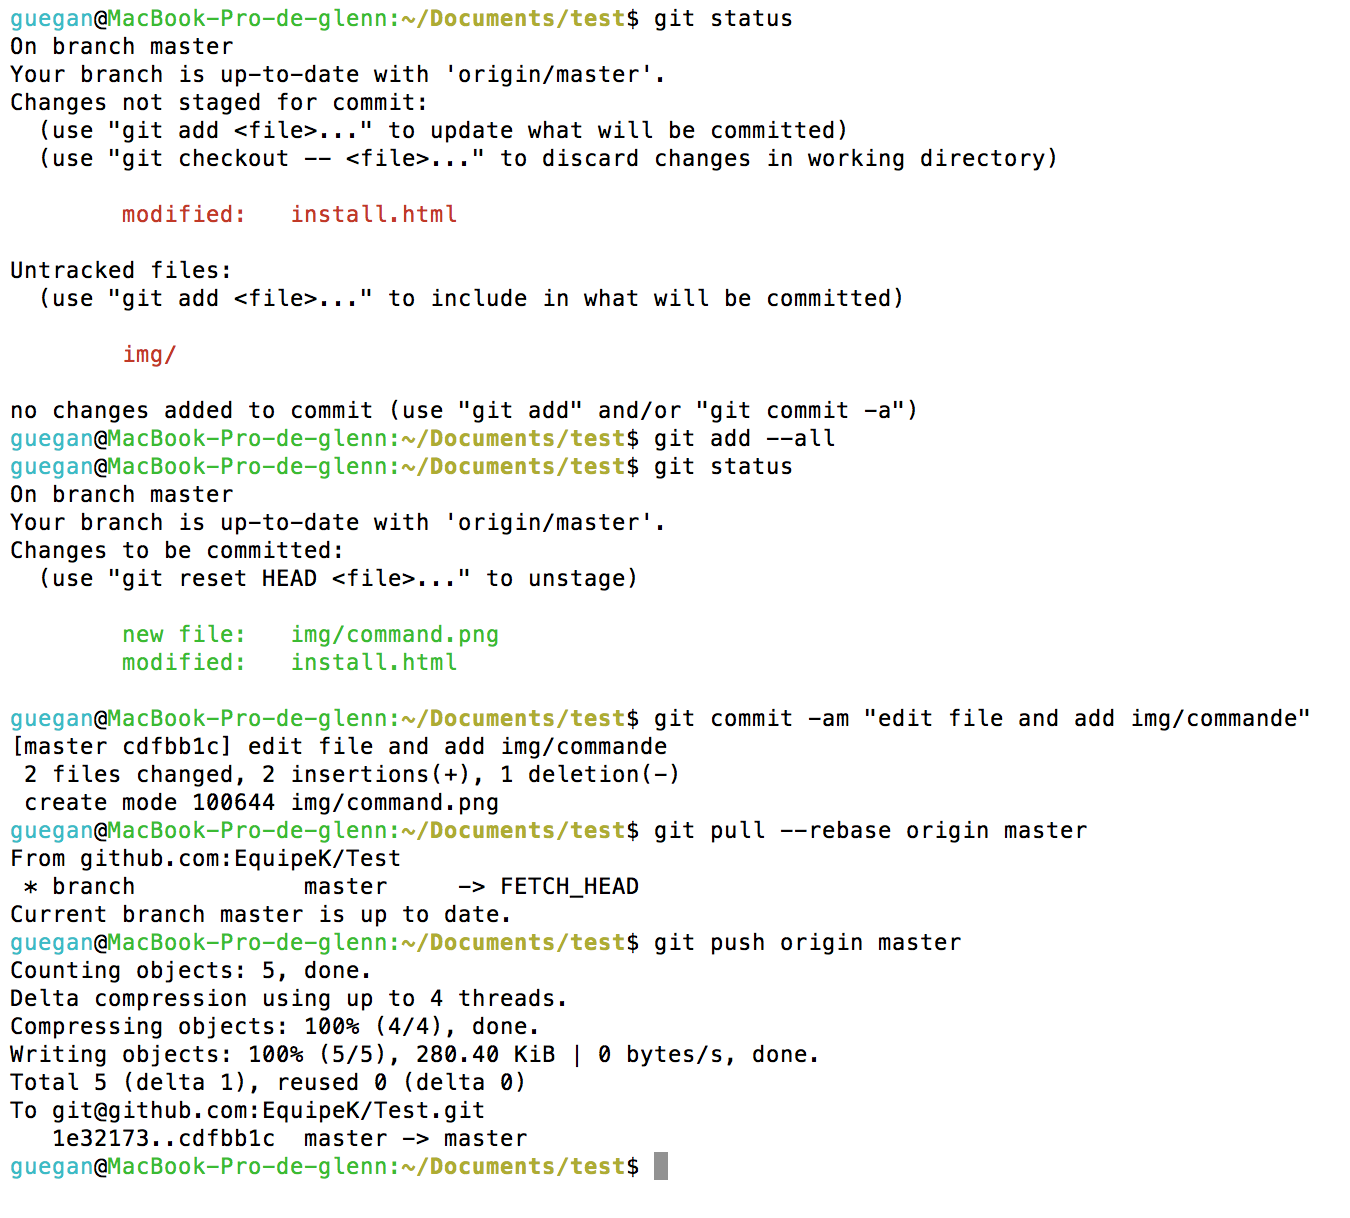 guegan@MacBook-Pro-de-glenn:~/Documents/test$ git status
On branch master
Your branch is up-to-date with 'origin/master'.
Changes not staged for commit:
  (use "git add <file>..." to update what will be committed)
  (use "git checkout -- <file>..." to discard changes in working directory)

        modified:   install.html

Untracked files:
  (use "git add <file>..." to include in what will be committed)

        img/

no changes added to commit (use "git add" and/or "git commit -a")
guegan@MacBook-Pro-de-glenn:~/Documents/test$ git add --all
guegan@MacBook-Pro-de-glenn:~/Documents/test$ git status
On branch master
Your branch is up-to-date with 'origin/master'.
Changes to be committed:
  (use "git reset HEAD <file>..." to unstage)

        new file:   img/command.png
        modified:   install.html

guegan@MacBook-Pro-de-glenn:~/Documents/test$ git commit -am "edit file and add img/commande"
[master cdfbb1c] edit file and add img/commande
 2 files changed, 2 insertions(+), 1 deletion(-)
 create mode 100644 img/command.png
guegan@MacBook-Pro-de-glenn:~/Documents/test$ git pull --rebase origin master
From github.com:EquipeK/Test
 * branch            master     -> FETCH_HEAD
Current branch master is up to date.
guegan@MacBook-Pro-de-glenn:~/Documents/test$ git push origin master
Counting objects: 5, done.
Delta compression using up to 4 threads.
Compressing objects: 100% (4/4), done.
Writing objects: 100% (5/5), 280.40 KiB | 0 bytes/s, done.
Total 5 (delta 1), reused 0 (delta 0)
To git@github.com:EquipeK/Test.git
   1e32173..cdfbb1c  master -> master
guegan@MacBook-Pro-de-glenn:~/Documents/test$